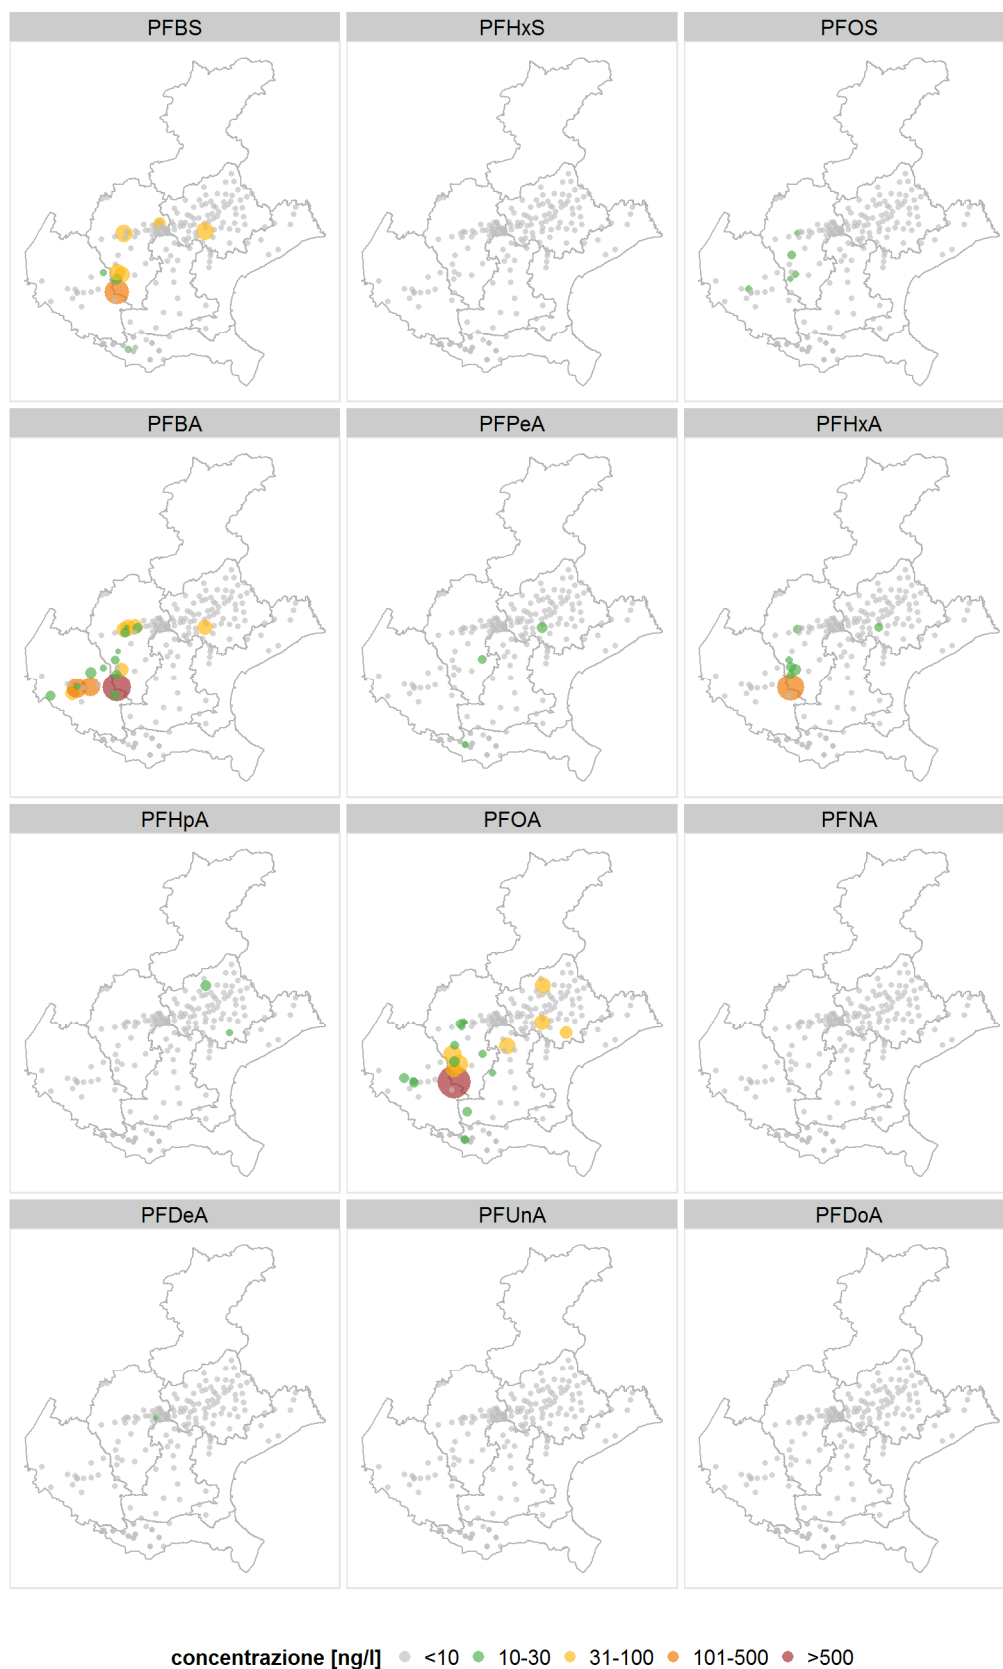 PFBS PFHxS PFOS
PFBA PFPeA PFHxA
PFHpA PFOA PFNA
PFDeA PFUnA PFDoA
concentrazione [ng/l] <10 10-30 31-100 101-500 >500